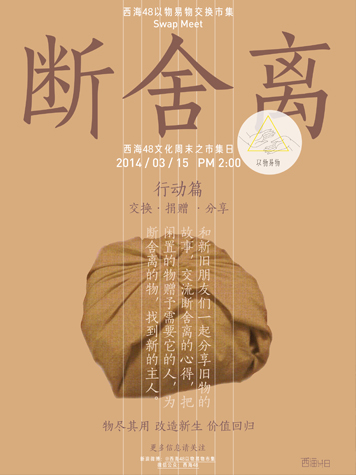 西海48以物易物交换市集
Swap Meet
断舍离
以物易物
西海48文化周末之市集日
2014 / 03 / 15 PM 2:00
行动篇
交换·捐赠·分享
和新旧朋友们一起分享旧物的
故事，交流断舍离的心得，把
闲置的物赠予需要它的人，为
断舍离的物，找到新的主人。
物尽其用 改造新生 价值回归
更多信息请关注
西海48